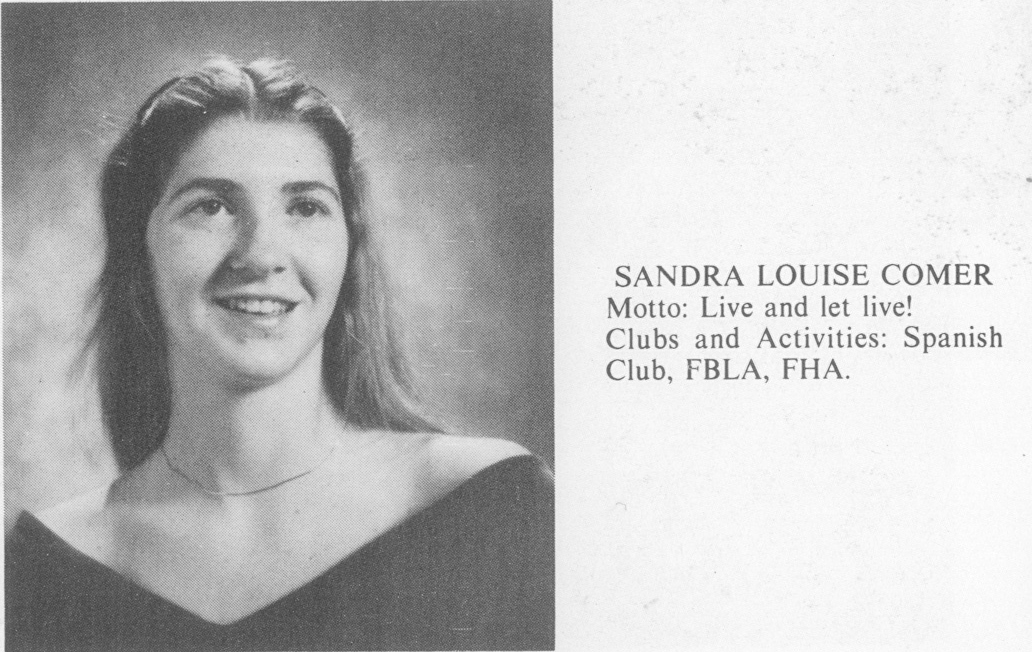 SANDRA LOUISE COMER
Motto: Live and let live!
Clubs and Activities: Spanish
Club, FBLA, FHA.